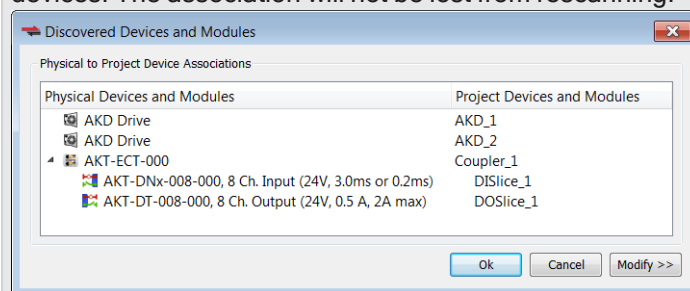 devices. The association will not be lost from rescanning.
Discovered Devices and Modules
Physical to Project Device Associations
Physical Devices and Modules Project Devices and Modules
AKD Drive AKD_1
AKD Drive AKD_2
AKT-ECT-000 Coupler_1
AKT-DNx-008-000, 8 Ch. Input (24V, 3.0ms or 0.2ms) DISlice_1
AKT-DT-008-000, 8 Ch. Output (24V, 0.5 A, 2A max) DOSlice_1
Ok Cancel Modify >>